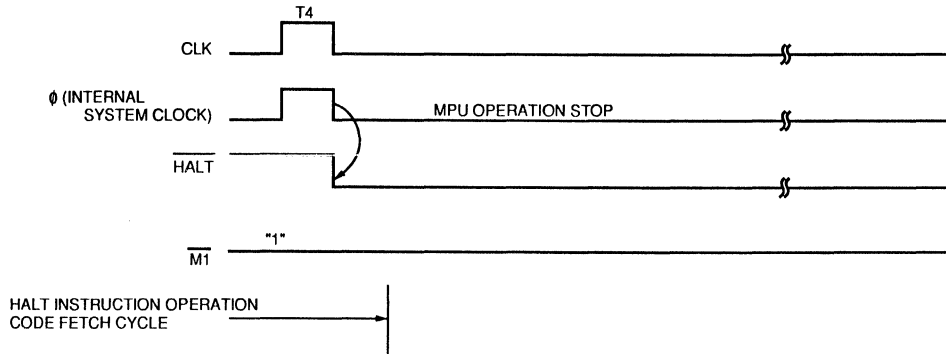 T4
CLK
φ (INTERNAL
SYSTEM CLOCK)
MPU OPERATION STOP
HALT
"1"
M1
HALT INSTRUCTION OPERATION
CODE FETCH CYCLE